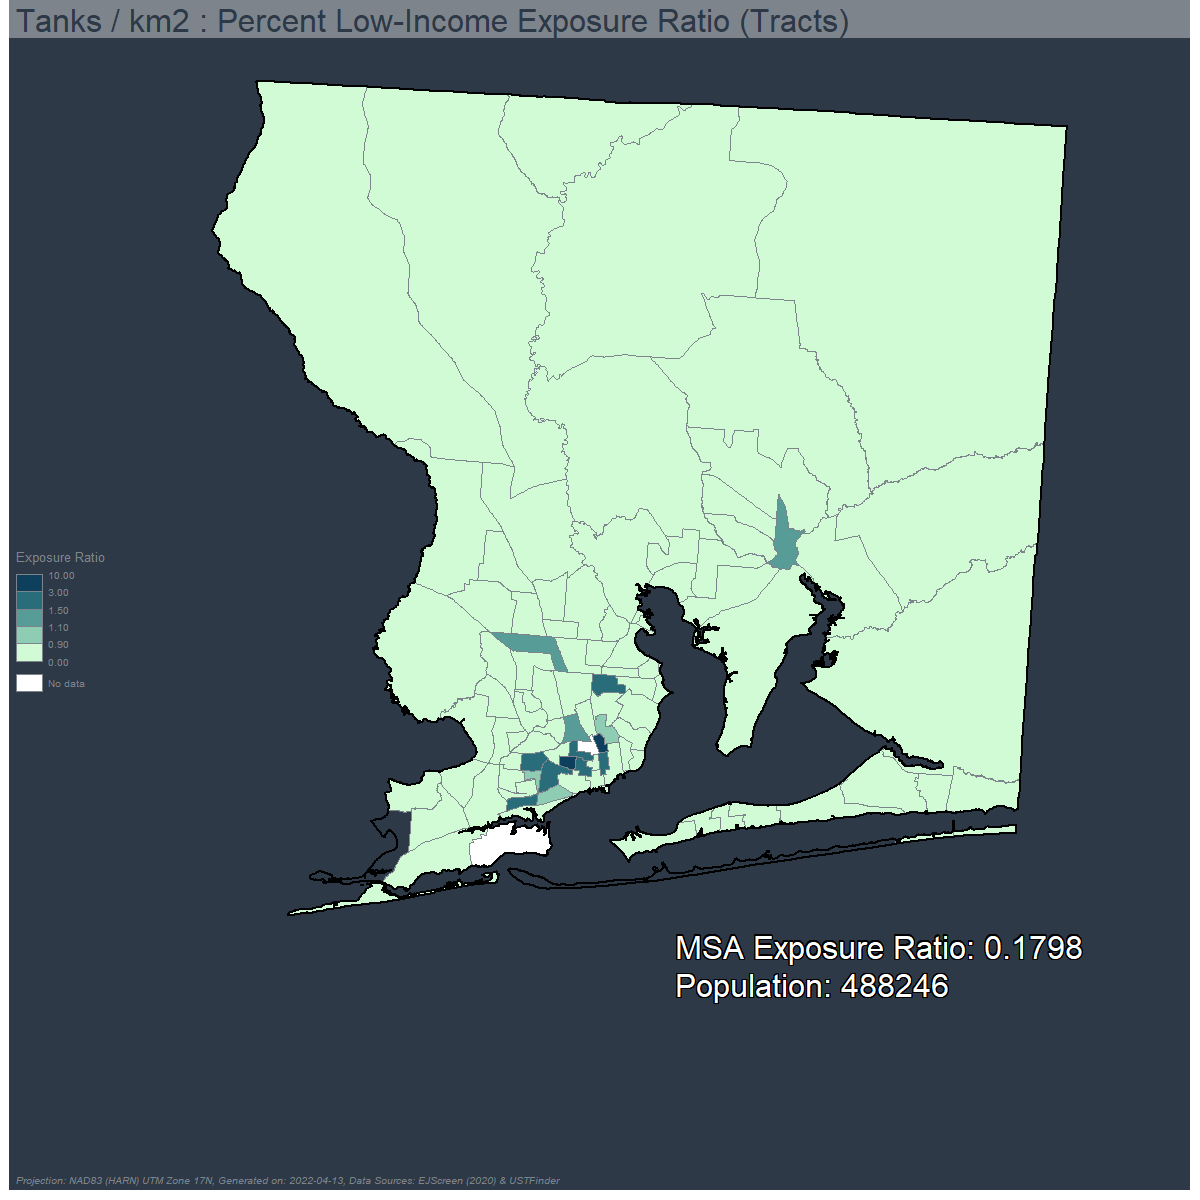 Tanks / km2 : Percent Low-Income Exposure Ratio (Tracts)
Exposure Ratio
10.00
3.00
1.50
1.10
0.90
0.00
No data
MSA Exposure Ratio: 0.1798
Population: 488246
Projection: NAD83 (HARN) UTM Zone 17N, Generated on: 2022-04-13, Data Sources: EJScreen (2020) & USTFinder